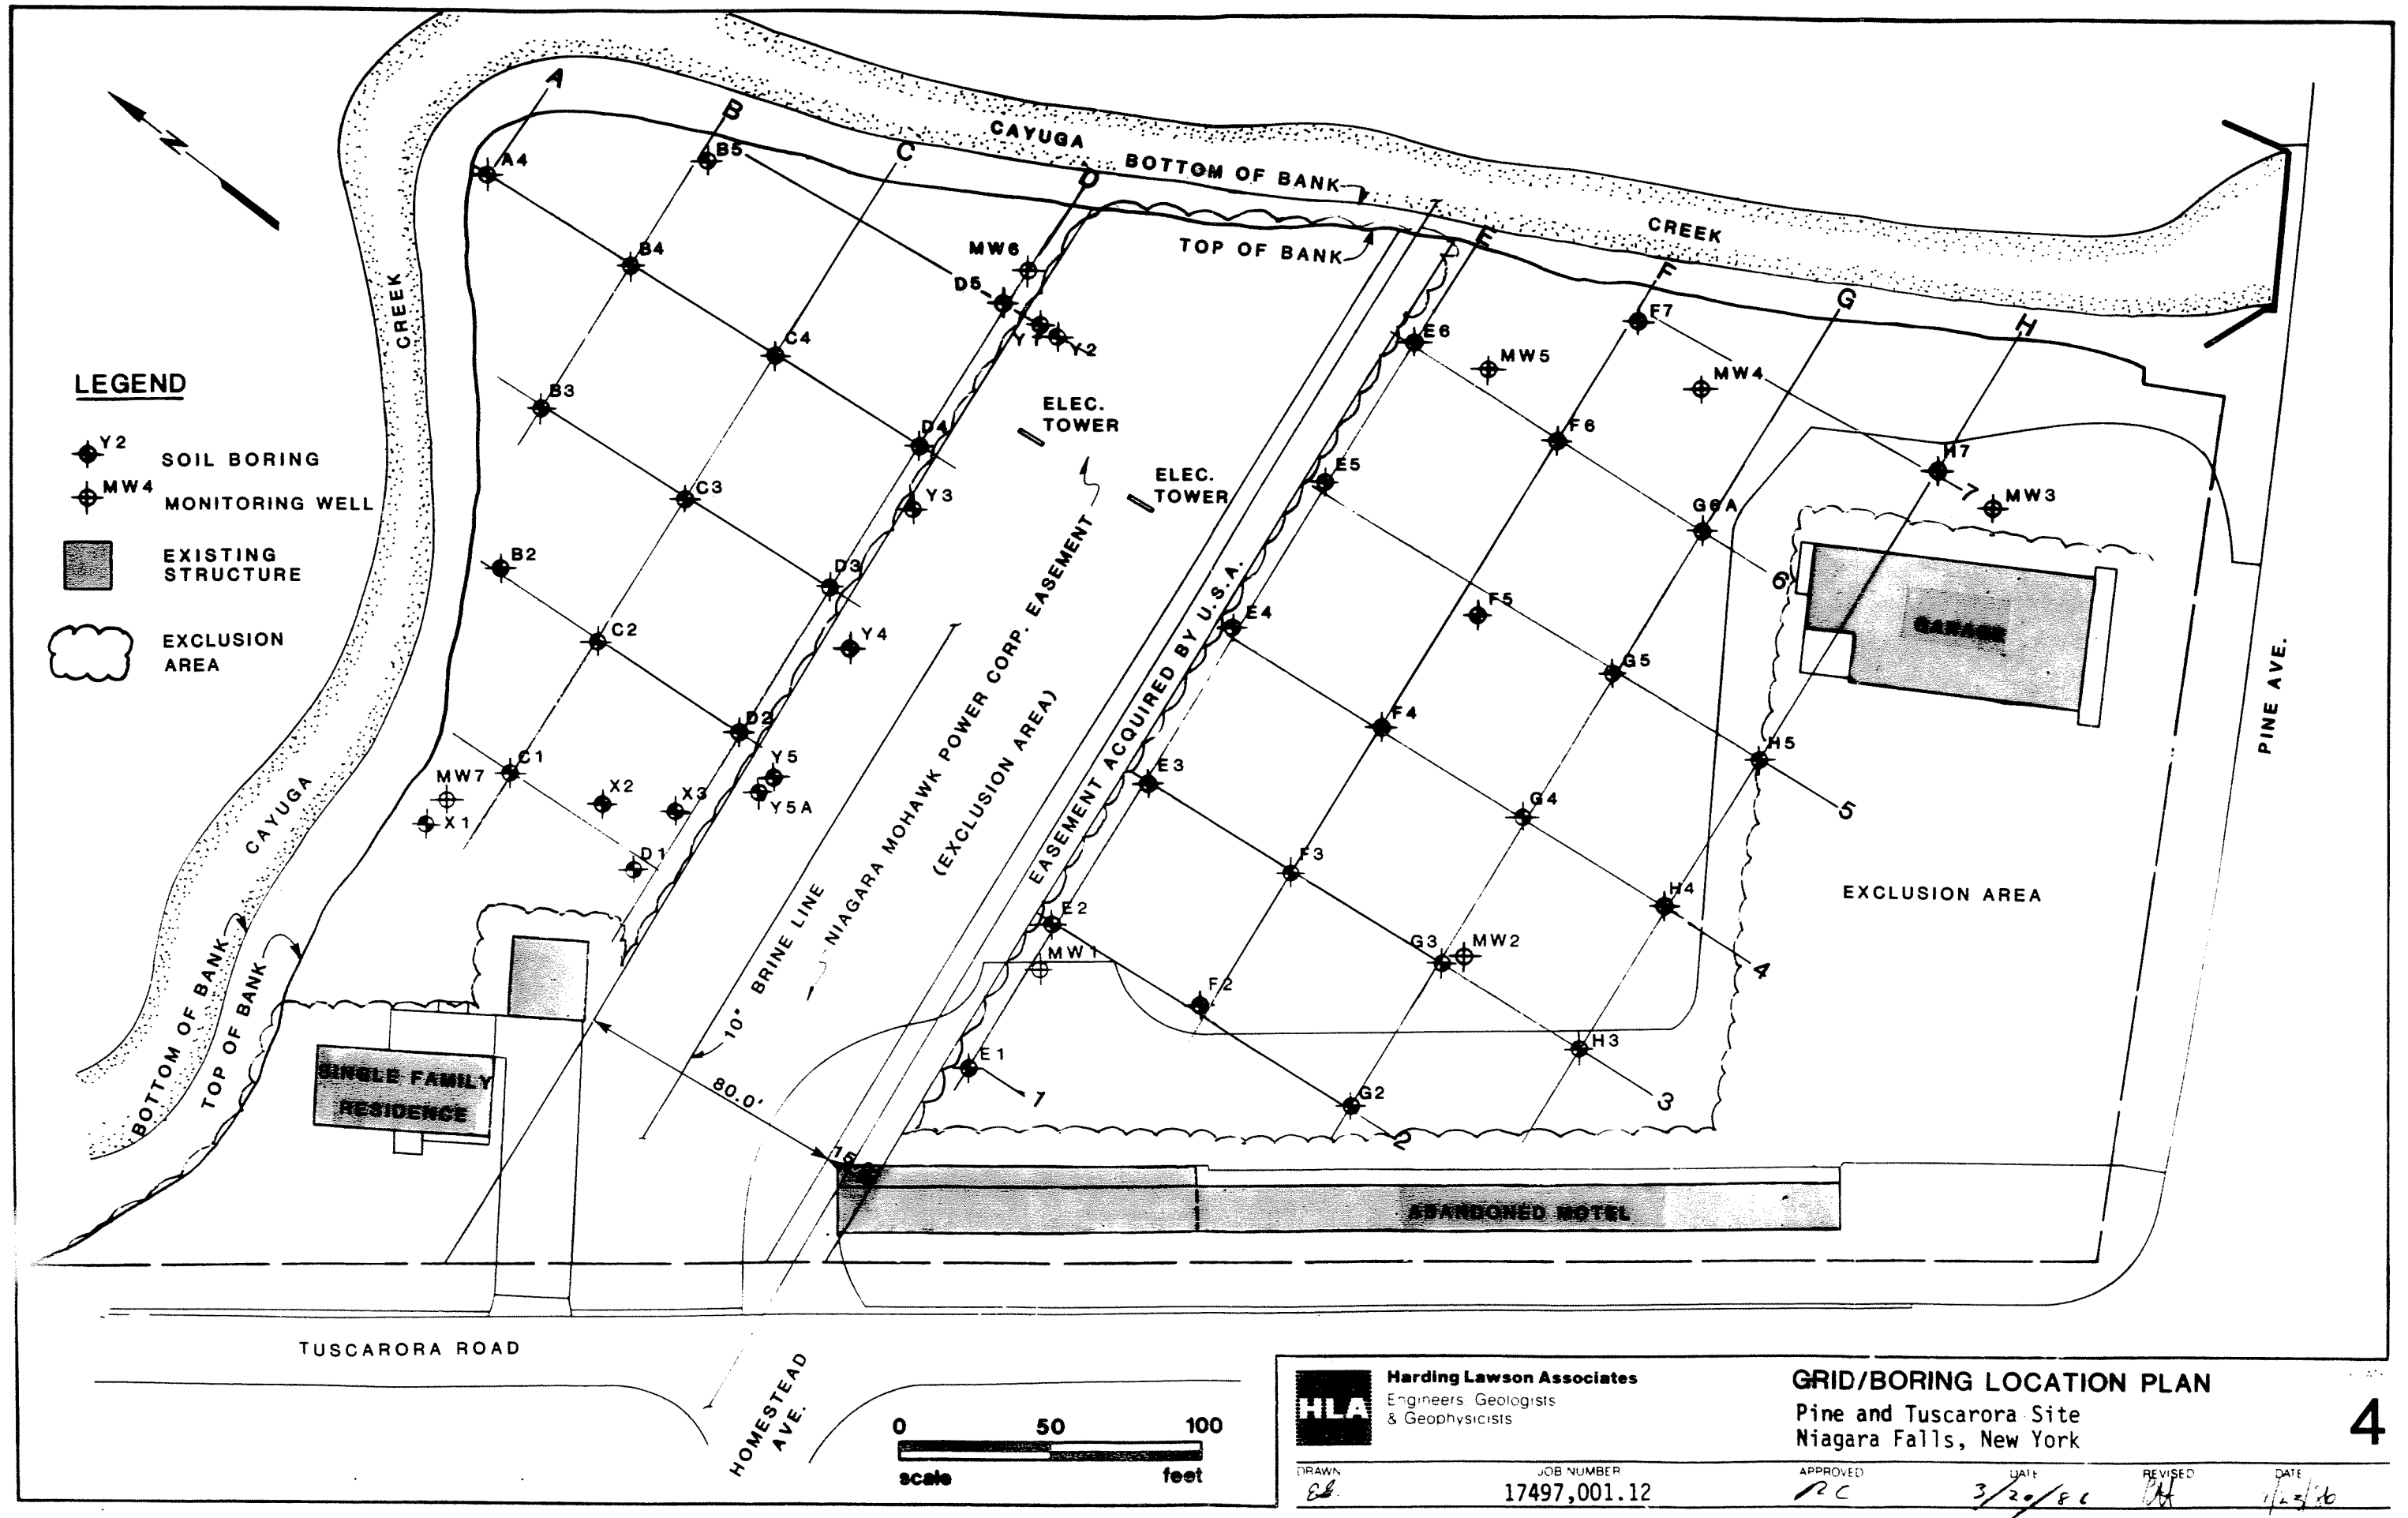 A
B
C
D
E
F
G
H
N
CAYUGA
CREEK
BOTTOM OF BANK
TOP OF BANK
A4
B5
B4
MW6
D5
Y2
C4
B3
D4
C3
Y3
B2
D3
C2
Y4
D2
C1
MW7
X1
X2
X3
Y5
Y5A
D1
ELEC.
TOWER
ELEC.
TOWER
E6
MW5
F7
MW4
F6
E5
H7
7
MW3
G6A
6
F5
E4
G5
H5
5
F4
E3
G4
H4
4
F3
G3
MW2
E2
MW1
F2
H3
3
E1
1
G2
2
CREEK
CAYUGA
BOTTOM OF BANK
TOP OF BANK
LEGEND
Y2
SOIL BORING
MW4
MONITORING WELL
EXISTING
STRUCTURE
EXCLUSION
AREA
NIAGARA MOHAWK POWER CORP. EASEMENT
(EXCLUSION AREA)
EASEMENT ACQUIRED BY U.S.A.
10" BRINE LINE
80.0'
GARAGE
EXCLUSION AREA
PINE AVE.
SINGLE FAMILY
RESIDENCE
ABANDONED MOTEL
TUSCARORA ROAD
HOMESTEAD
AVE.
0 50 100
scale feet
HLA
Harding Lawson Associates
Engineers, Geologists
& Geophysicists
GRID/BORING LOCATION PLAN
Pine and Tuscarora Site
Niagara Falls, New York
4
DRAWN
JOB NUMBER
17497,001.12
APPROVED
RC
DATE
3/20/86
REVISED
DATE